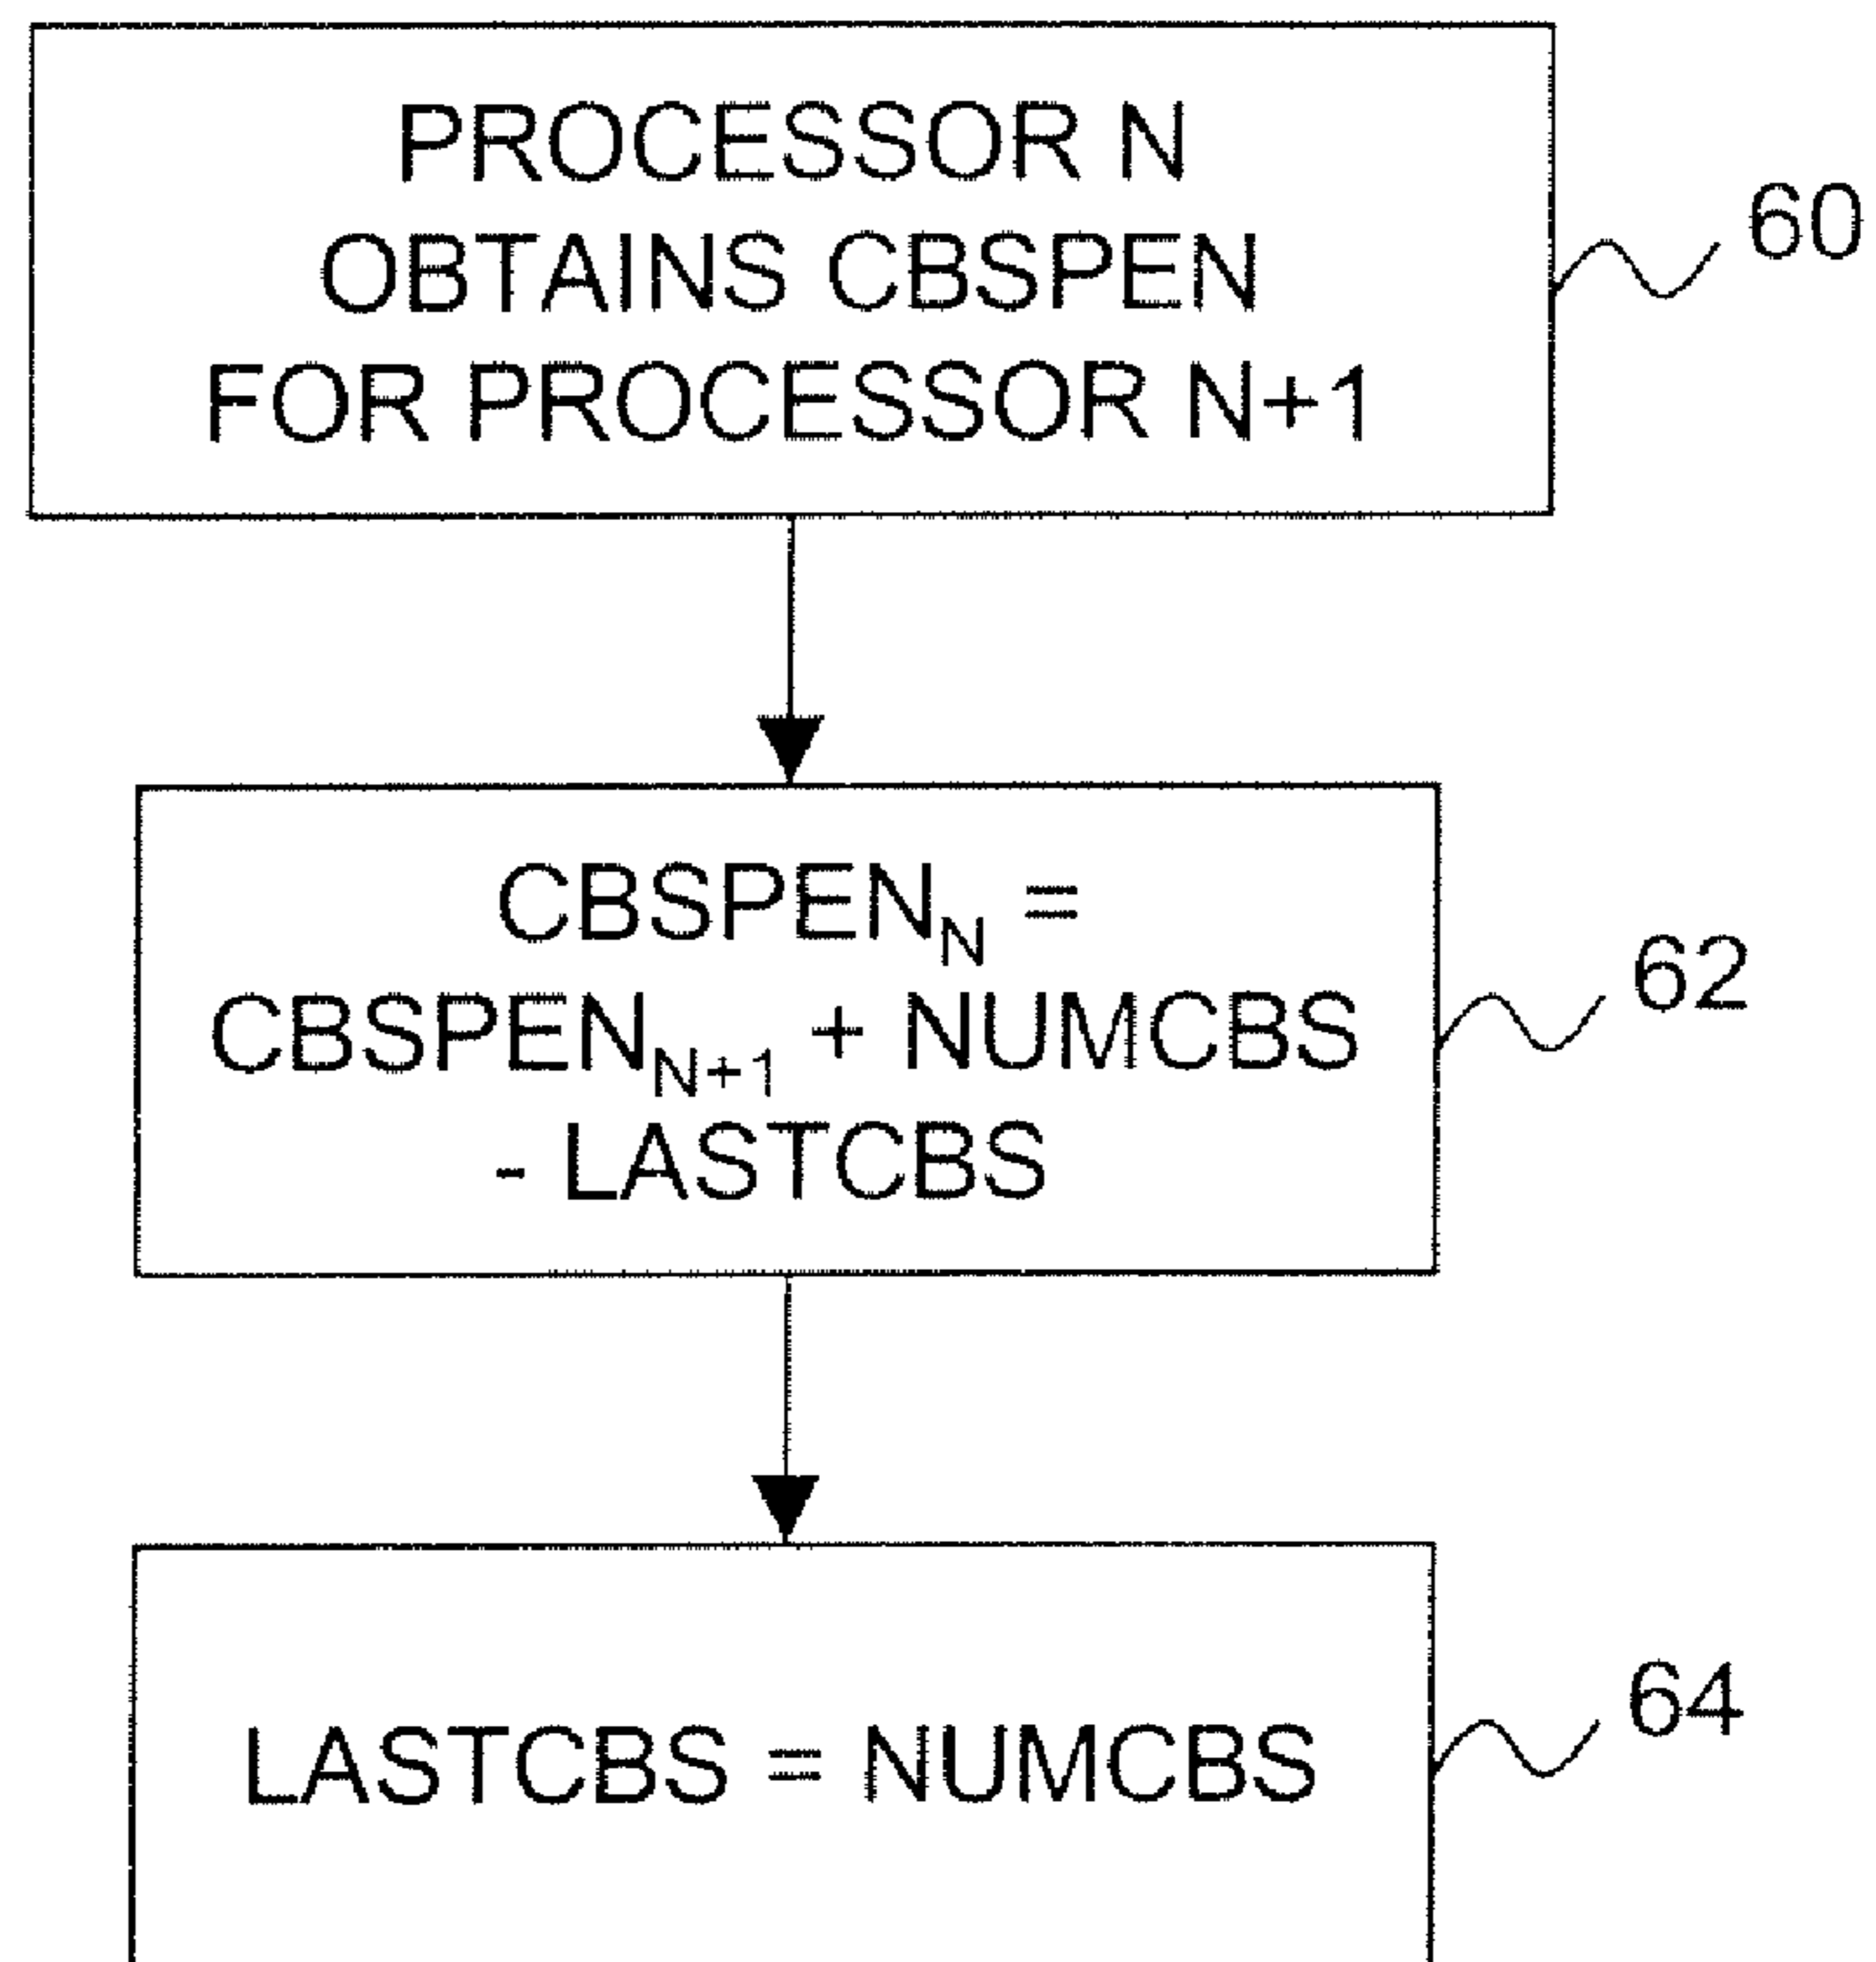 PROCESSOR N
OBTAINS CBSPEN
FOR PROCESSOR N+1
60
CBSPENₙ =
CBSPENₙ₊₁ + NUMCBS
- LASTCBS
62
LASTCBS = NUMCBS
64